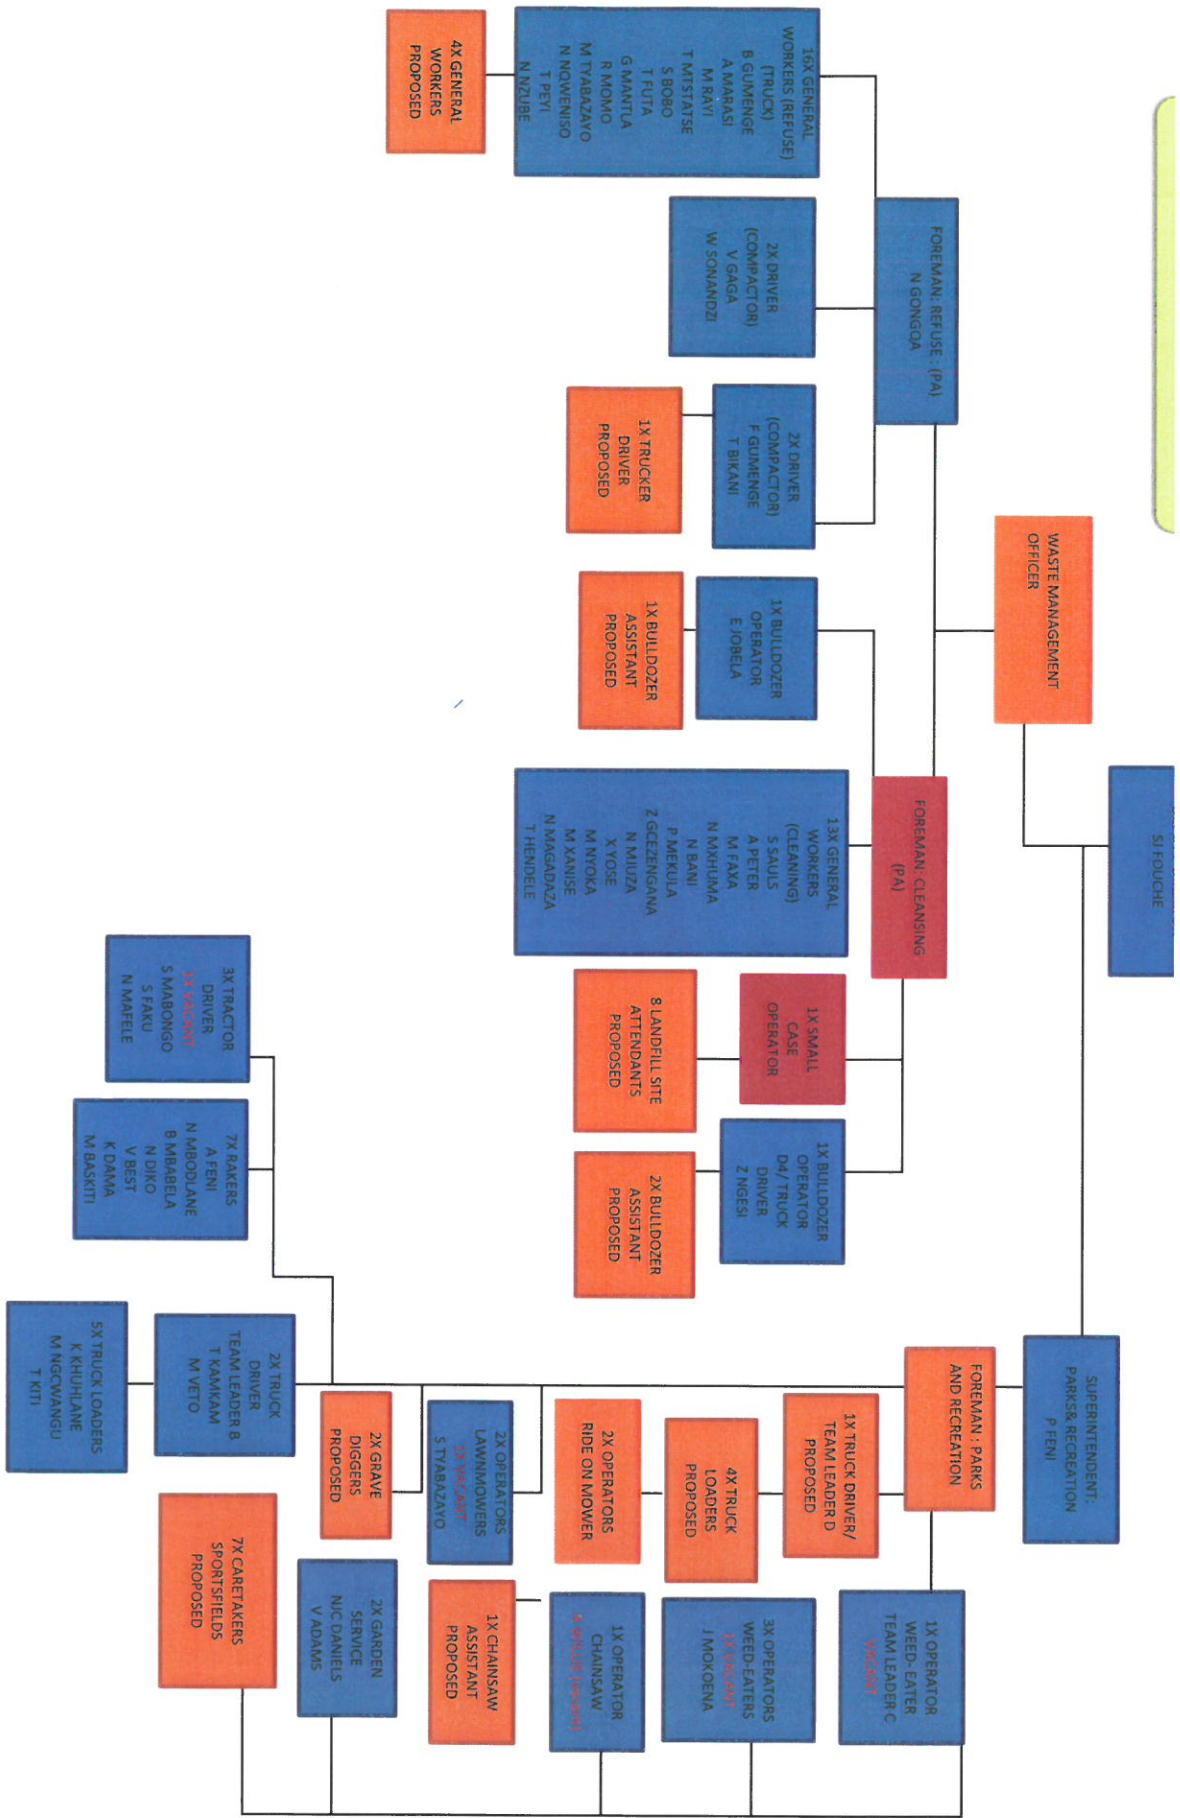 SJ FOUCHE
WASTE MANAGEMENT
OFFICER
SUPERINTENDENT:
PARKS& RECREATION
P FENI
FOREMAN: REFUSE : (PA)
N GONGQA
FOREMAN: CLEANSING
(PA)
FOREMAN : PARKS
AND RECREATION
16X GENERAL
WORKERS (REFUSE)
(TRUCK)
B GUMENGE
A MARASI
M RAYI
T MTSTATSE
S BOBO
T FUTA
G MANTLA
R MOMO
M TYABAZAYO
N NQWENISO
T PEYI
N NZUBE
4X GENERAL
WORKERS
PROPOSED
2X DRIVER
(COMPACTOR)
V GAGA
W SONANDZI
2X DRIVER
(COMPACTOR)
F GUMENGE
T BIKANI
1X TRUCKER
DRIVER
PROPOSED
1X BULLDOZER
OPERATOR
E JOBELA
1X BULLDOZER
ASSISTANT
PROPOSED
13X GENERAL
WORKERS
(CLEANING)
S SAULS
A PETER
M FAXA
N MXHUMA
N BANI
P MEKULA
Z GCEZENGANA
N MJUZA
X YOSE
M NYOKA
M XANISE
N MAGADAZA
T HENDELE
1X SMALL
CASE
OPERATOR
8 LANDFILL SITE
ATTENDANTS
PROPOSED
1X BULLDOZER
OPERATOR
D4/ TRUCK
DRIVER
Z NGESI
2X BULLDOZER
ASSISTANT
PROPOSED
3X TRACTOR
DRIVER
1X VACANT
S MABONGO
S FAKU
N MAFELE
7X RAKERS
A FENI
N MBODLANE
B MBABELA
N DIKO
V BEST
K DAMA
M BASKITI
2X TRUCK
DRIVER
TEAM LEADER B
T KAMKAM
M VETO
5X TRUCK LOADERS
K KHUHLANE
M NGCWANGU
T KITI
1X TRUCK DRIVER/
TEAM LEADER D
PROPOSED
4X TRUCK
LOADERS
PROPOSED
2X OPERATORS
RIDE ON MOWER
2X OPERATORS
LAWNMOWERS
1X VACANT
S TYABAZAYO
2X GRAVE
DIGGERS
PROPOSED
1X OPERATOR
WEED- EATER
TEAM LEADER C
VACANT
3X OPERATORS
WEED-EATERS
1X VACANT
J MOKOENA
1X OPERATOR
CHAINSAW
1X CHAINSAW
ASSISTANT
PROPOSED
2X GARDEN
SERVICE
NJC DANIELS
V ADAMS
7X CARETAKERS
SPORTSFIELDS
PROPOSED